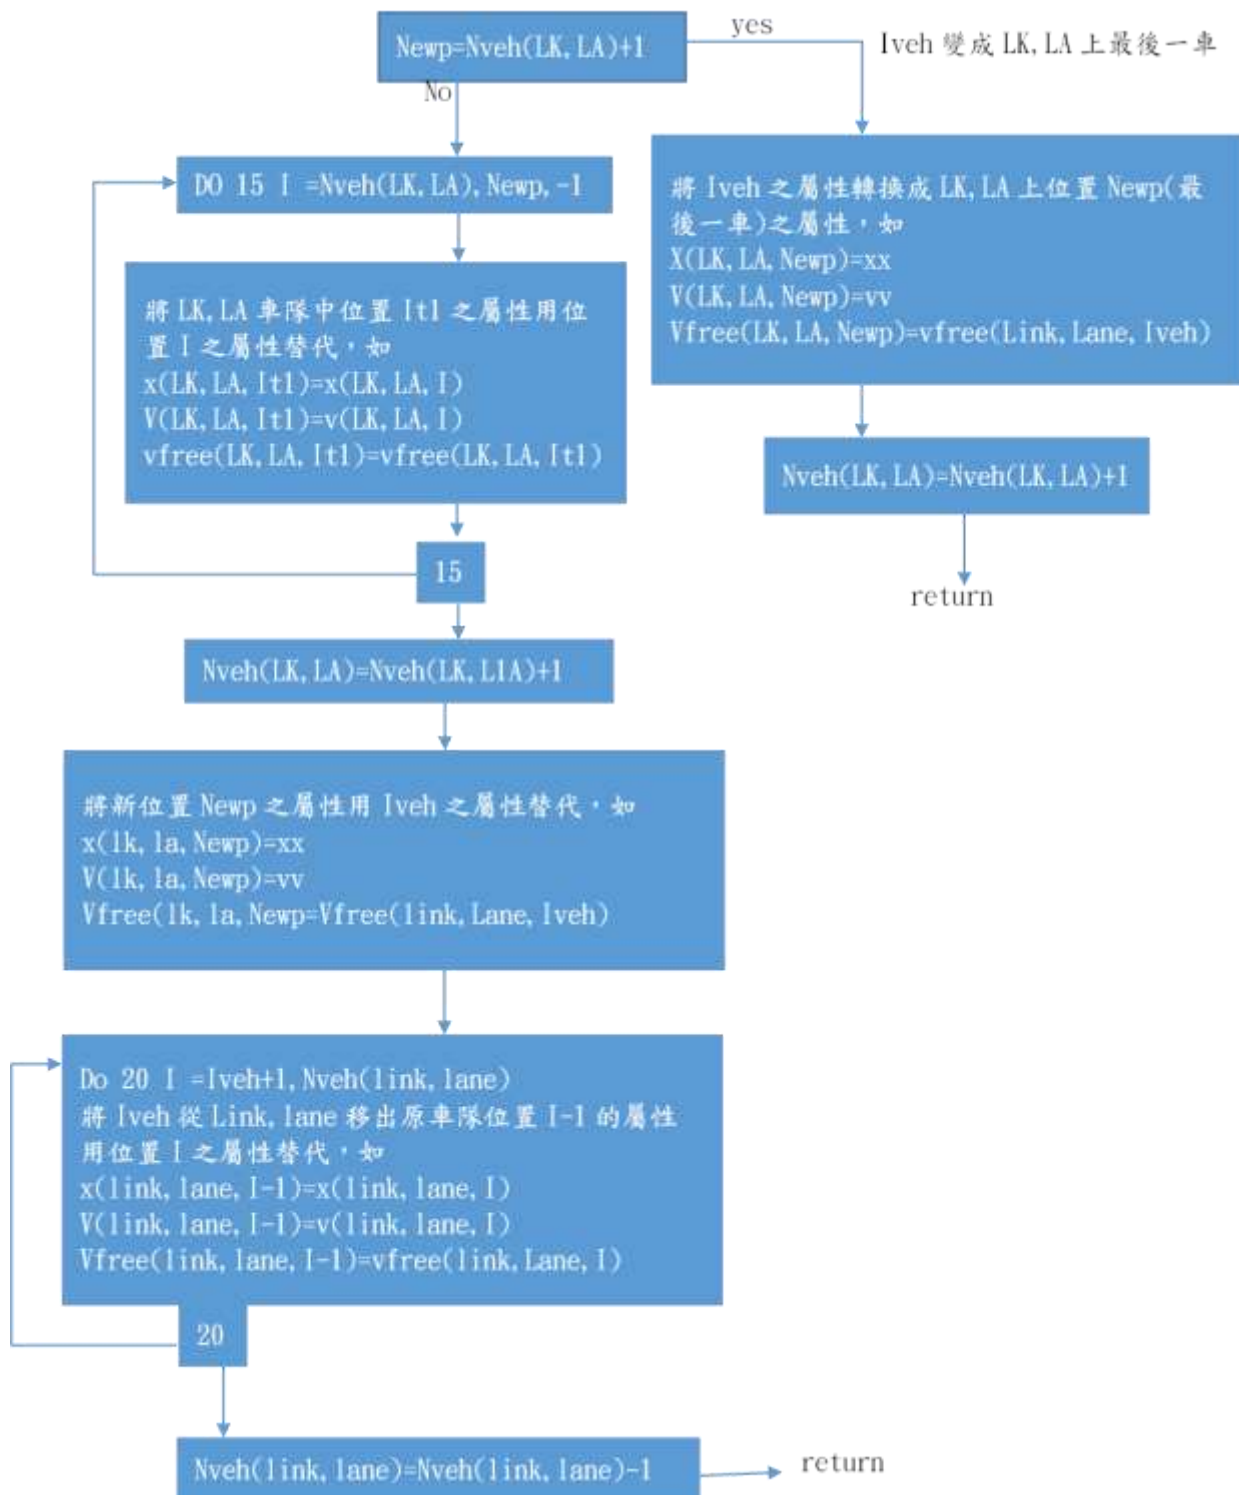 Newp=Nveh(LK,LA)+1
yes
Iveh 變成 LK,LA 上最後一車
No
DO 15 I =Nveh(LK,LA),Newp,-1
將 Iveh 之屬性轉換成 LK,LA 上位置 Newp(最
後一車)之屬性，如
X(LK,LA,Newp)=xx
V(LK,LA,Newp)=vv
Vfree(LK,LA,Newp)=vfree(Link,Lane,Iveh)
將 LK,LA 車隊中位置 It1 之屬性用位
置 I 之屬性替代，如
x(LK,LA,It1)=x(LK,LA,I)
V(LK,LA,It1)=v(LK,LA,I)
vfree(LK,LA,It1)=vfree(LK,LA,It1)
Nveh(LK,LA)=Nveh(LK,LA)+1
15
return
Nveh(LK,LA)=Nveh(LK,L1A)+1
將新位置 Newp 之屬性用 Iveh 之屬性替代，如
x(lk,la,Newp)=xx
V(lk,la,Newp)=vv
Vfree(lk,la,Newp=Vfree(link,Lane,Iveh)
Do 20 I =Iveh+1,Nveh(link,lane)
將 Iveh 從 Link,lane 移出原車隊位置 I-1 的屬性
用位置 I 之屬性替代，如
x(link,lane,I-1)=x(link,lane,I)
V(link,lane,I-1)=v(link,lane,I)
Vfree(link,lane,I-1)=vfree(link,Lane,I)
20
Nveh(link,lane)=Nveh(link,lane)-1
return